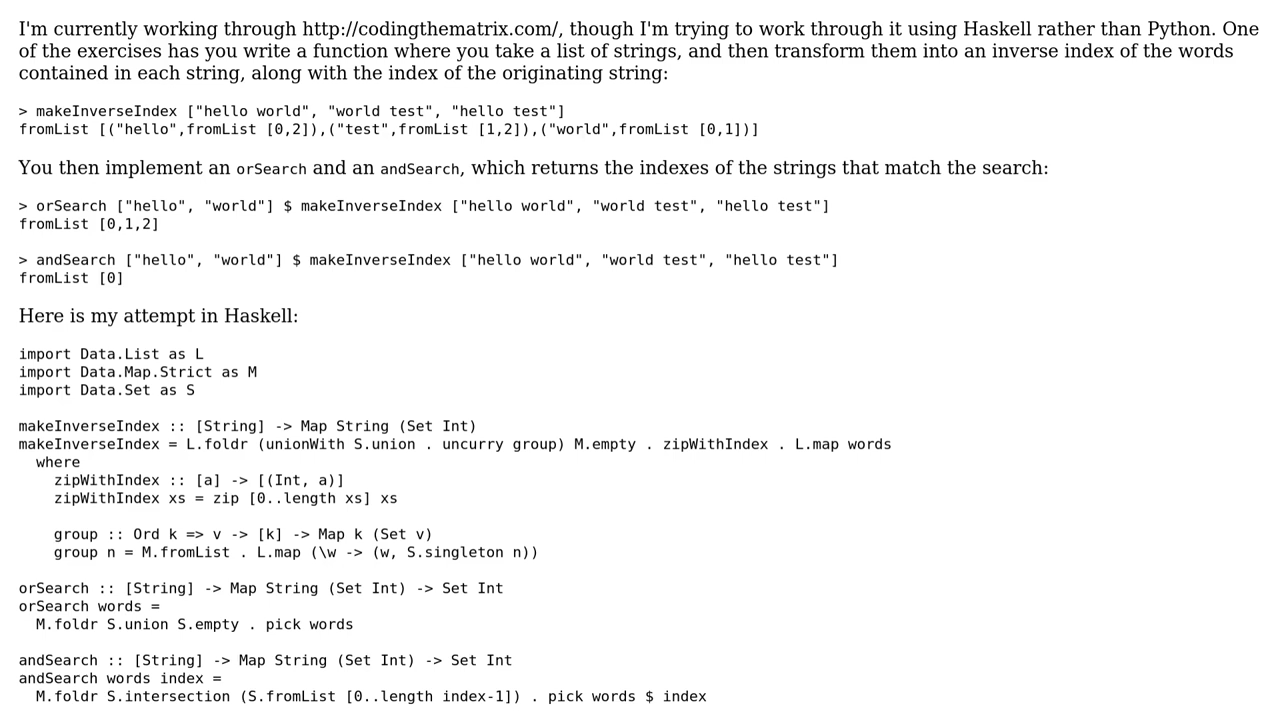 I'm currently working through http://codingthematrix.com/, though I'm trying to work through it using Haskell rather than Python. One
of the exercises has you write a function where you take a list of strings, and then transform them into an inverse index of the words
contained in each string, along with the index of the originating string:
> makeInverseIndex ["hello world", "world test", "hello test"]
fromList [("hello",fromList [0,2]),("test",fromList [1,2]),("world",fromList [0,1])]
You then implement an orSearch and an andSearch, which returns the indexes of the strings that match the search:
> orSearch ["hello", "world"] $ makeInverseIndex ["hello world", "world test", "hello test"]
fromList [0,1,2]
> andSearch ["hello", "world"] $ makeInverseIndex ["hello world", "world test", "hello test"]
fromList [0]
Here is my attempt in Haskell:
import Data.List as L
import Data.Map.Strict as M
import Data.Set as S
makeInverseIndex :: [String] -> Map String (Set Int)
makeInverseIndex = L.foldr (unionWith S.union . uncurry group) M.empty . zipWithIndex . L.map words
  where
    zipWithIndex :: [a] -> [(Int, a)]
    zipWithIndex xs = zip [0..length xs] xs
    group :: Ord k => v -> [k] -> Map k (Set v)
    group n = M.fromList . L.map (\w -> (w, S.singleton n))
orSearch :: [String] -> Map String (Set Int) -> Set Int
orSearch words =
  M.foldr S.union S.empty . pick words
andSearch :: [String] -> Map String (Set Int) -> Set Int
andSearch words index =
  M.foldr S.intersection (S.fromList [0..length index-1]) . pick words $ index